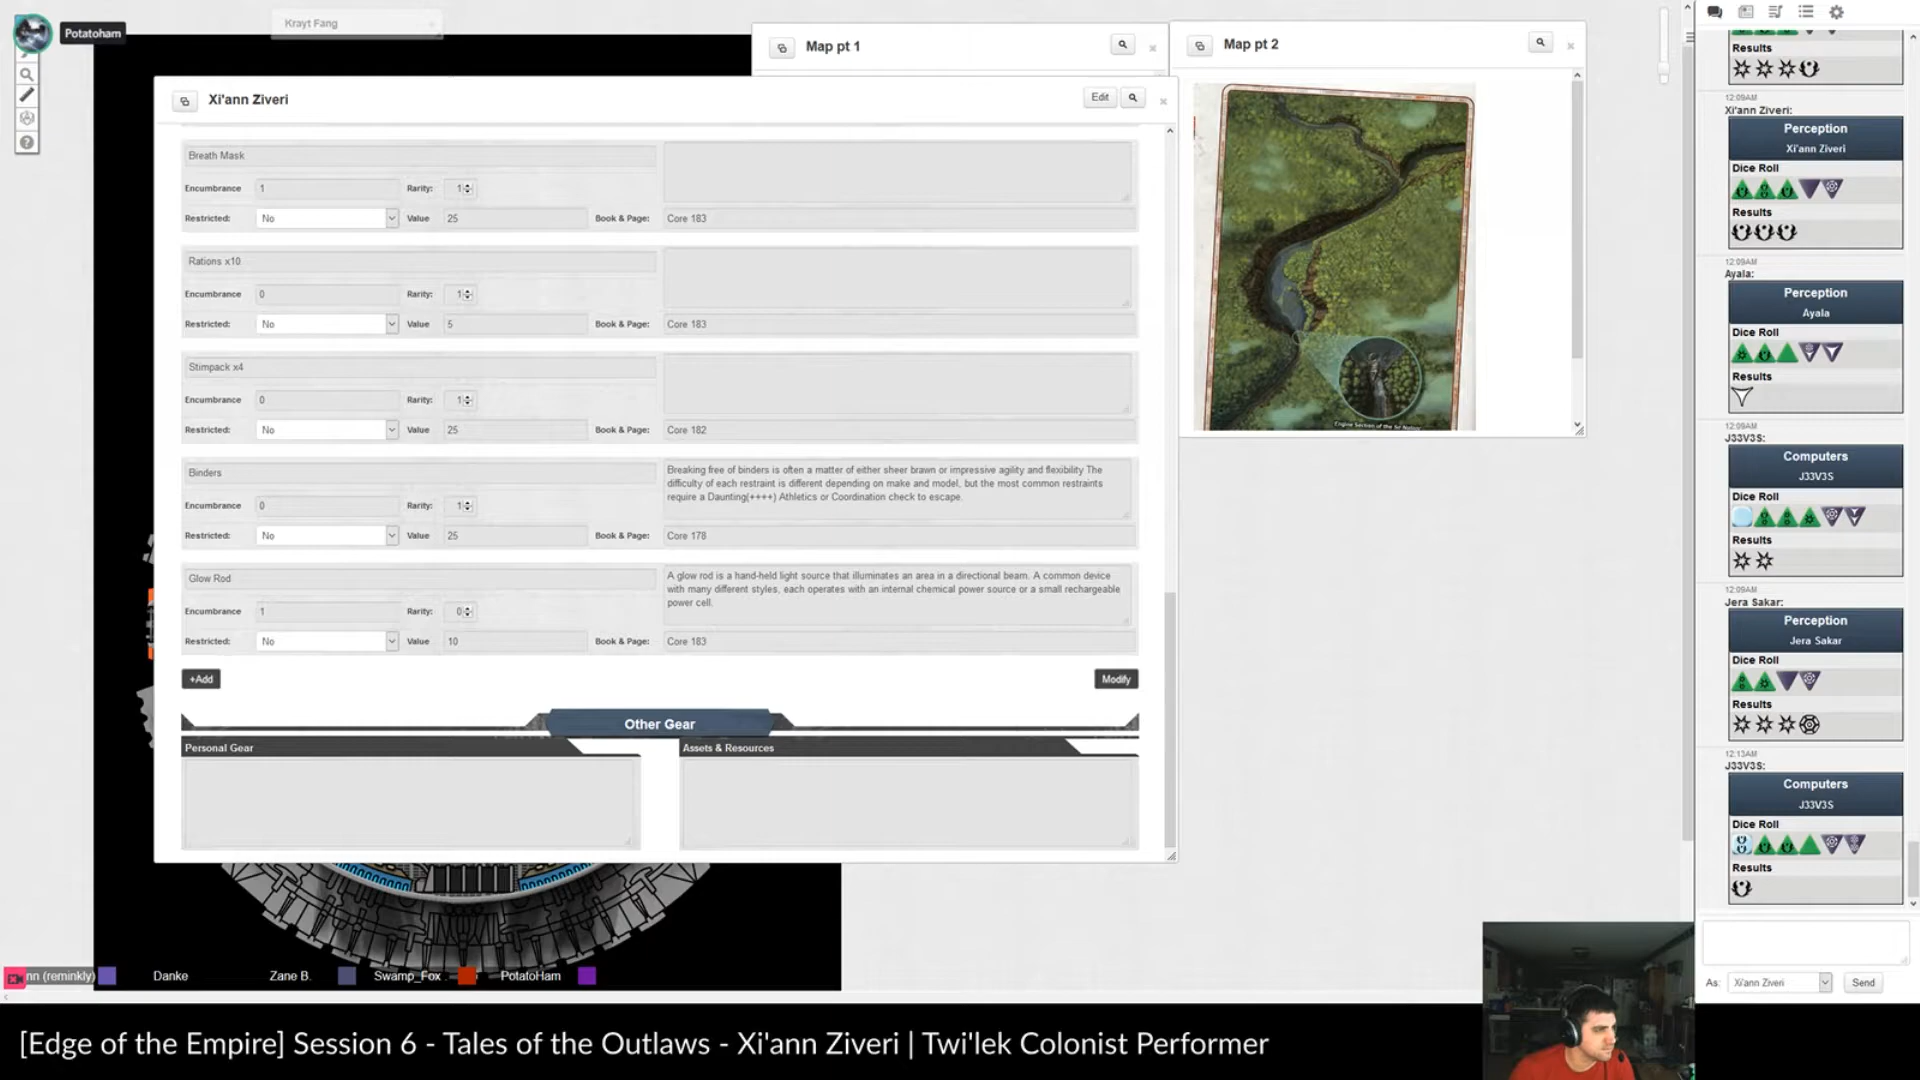 Potatoham
Krayt Fang
Map pt 1
Map pt 2
Xi'ann Ziveri
Edit
Breath Mask
Encumbrance
1
Rarity:
1
Restricted:
No
Value
25
Book & Page:
Core 183
Rations x10
Encumbrance
0
Rarity:
1
Restricted:
No
Value
5
Book & Page:
Core 183
Stimpack x4
Encumbrance
0
Rarity:
1
Restricted:
No
Value
25
Book & Page:
Core 182
Binders
Breaking free of binders is often a matter of either sheer brawn or impressive agility and flexibility The
difficulty of each restraint is different depending on make and model, but the most common restraints
require a Daunting(++++) Athletics or Coordination check to escape.
Encumbrance
0
Rarity:
1
Restricted:
No
Value
25
Book & Page:
Core 178
Glow Rod
A glow rod is a hand-held light source that illuminates an area in a directional beam. A common device
with many different styles, each operates with an internal chemical power source or a small rechargeable
power cell.
Encumbrance
1
Rarity:
0
Restricted:
No
Value
10
Book & Page:
Core 183
+Add
Modify
Other Gear
Personal Gear
Assets & Resources
Results
12:09AM
Xi'ann Ziveri:
Perception
Xi'ann Ziveri
Dice Roll
Results
12:09AM
Ayala:
Perception
Ayala
Dice Roll
Results
12:09AM
J33V3S:
Computers
J33V3S
Dice Roll
Results
12:09AM
Jera Sakar:
Perception
Jera Sakar
Dice Roll
Results
12:13AM
J33V3S:
Computers
J33V3S
Dice Roll
Results
As:
Xi'ann Ziveri
Send
nn (reminkly)
Danke
Zane B.
Swamp_Fox
PotatoHam
[Edge of the Empire] Session 6 - Tales of the Outlaws - Xi'ann Ziveri | Twi'lek Colonist Performer